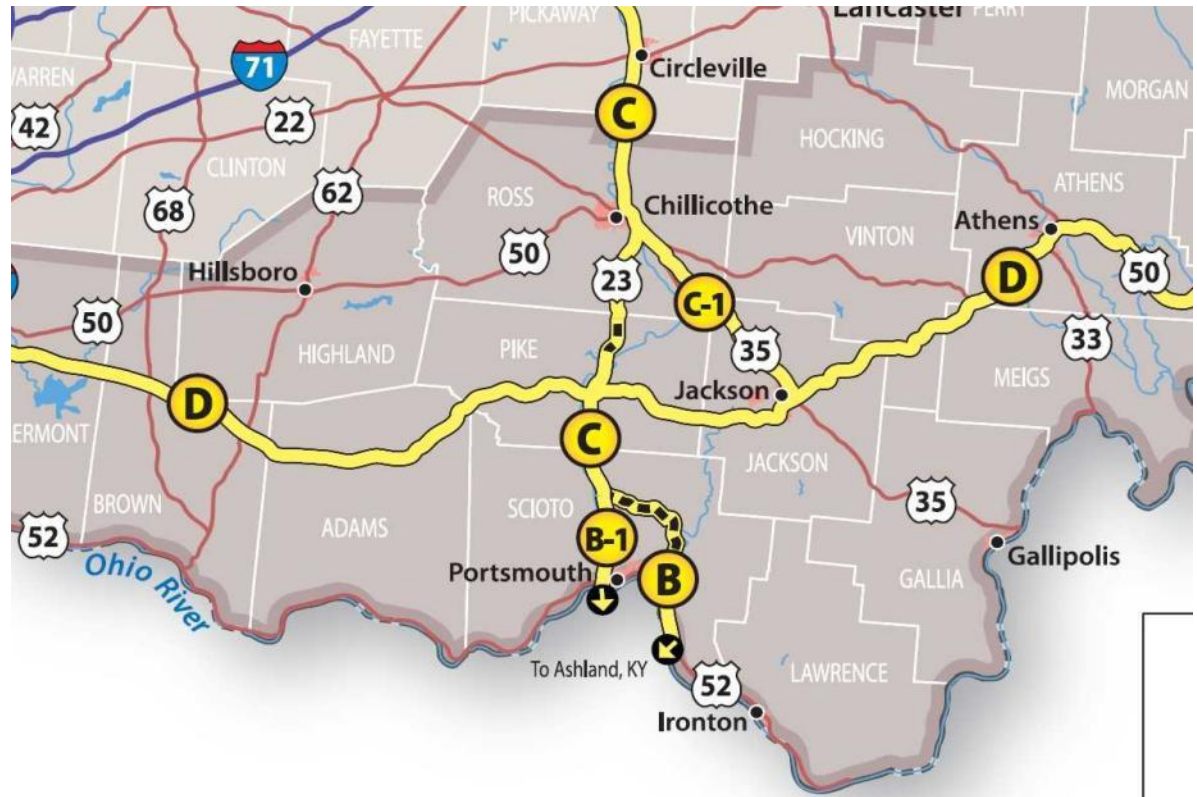 PICKAWAY
Lancaster
PERRY
FAYETTE
71
Circleville
WARREN
MORGAN
42
22
C
HOCKING
CLINTON
ATHENS
62
ROSS
68
Chillicothe
Athens
VINTON
50
Hillsboro
23
D
50
C-1
50
35
33
HIGHLAND
PIKE
MEIGS
Jackson
D
C
ERMONT
JACKSON
BROWN
SCIOTO
35
ADAMS
52
B-1
Gallipolis
Ohio River
Portsmouth
B
GALLIA
To Ashland, KY
LAWRENCE
52
Ironton